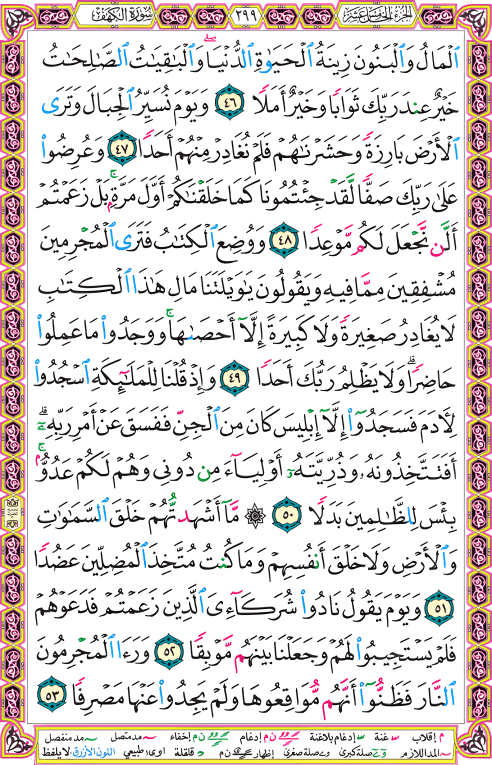 الجزء الخامس عشر ٢٩٩ سورة الكهف
ٱلْمَالُ وَٱلْبَنُونَ زِينَةُ ٱلْحَيَوٰةِ ٱلدُّنْيَا وَٱلْبَٰقِيَٰتُ ٱلصَّٰلِحَٰتُ
خَيْرٌ عِندَ رَبِّكَ ثَوَابًا وَخَيْرٌ أَمَلًا ٤٦ وَيَوْمَ نُسَيِّرُ ٱلْجِبَالَ وَتَرَى
ٱلْأَرْضَ بَارِزَةً وَحَشَرْنَٰهُمْ فَلَمْ نُغَادِرْ مِنْهُمْ أَحَدًا ٤٧ وَعُرِضُوا۟
عَلَىٰ رَبِّكَ صَفًّا لَّقَدْ جِئْتُمُونَا كَمَا خَلَقْنَٰكُمْ أَوَّلَ مَرَّةٍۭ بَلْ زَعَمْتُمْ
أَلَّن نَّجْعَلَ لَكُم مَّوْعِدًا ٤٨ وَوُضِعَ ٱلْكِتَٰبُ فَتَرَى ٱلْمُجْرِمِينَ
مُشْفِقِينَ مِمَّا فِيهِ وَيَقُولُونَ يَٰوَيْلَتَنَا مَالِ هَٰذَا ٱلْكِتَٰبِ
لَا يُغَادِرُ صَغِيرَةً وَلَا كَبِيرَةً إِلَّآ أَحْصَىٰهَا ۚ وَوَجَدُوا۟ مَا عَمِلُوا۟
حَاضِرًا ۗ وَلَا يَظْلِمُ رَبُّكَ أَحَدًا ٤٩ وَإِذْ قُلْنَا لِلْمَلَٰٓئِكَةِ ٱسْجُدُوا۟
لِءَادَمَ فَسَجَدُوٓا۟ إِلَّآ إِبْلِيسَ كَانَ مِنَ ٱلْجِنِّ فَفَسَقَ عَنْ أَمْرِ رَبِّهِۦٓ ۗ
أَفَتَتَّخِذُونَهُۥ وَذُرِّيَّتَهُۥٓ أَوْلِيَآءَ مِن دُونِى وَهُمْ لَكُمْ عَدُوٌّۢ ۚ
بِئْسَ لِلظَّٰلِمِينَ بَدَلًا ٥٠ ۞ مَّآ أَشْهَدتُّهُمْ خَلْقَ ٱلسَّمَٰوَٰتِ
وَٱلْأَرْضِ وَلَا خَلْقَ أَنفُسِهِمْ وَمَا كُنتُ مُتَّخِذَ ٱلْمُضِلِّينَ عَضُدًا
٥١ وَيَوْمَ يَقُولُ نَادُوا۟ شُرَكَآءِىَ ٱلَّذِينَ زَعَمْتُمْ فَدَعَوْهُمْ
فَلَمْ يَسْتَجِيبُوا۟ لَهُمْ وَجَعَلْنَا بَيْنَهُم مَّوْبِقًا ٥٢ وَرَءَا ٱلْمُجْرِمُونَ
ٱلنَّارَ فَظَنُّوٓا۟ أَنَّهُم مُّوَاقِعُوهَا وَلَمْ يَجِدُوا۟ عَنْهَا مَصْرِفًا ٥٣
م إقلاب س غنة س إدغام بلا غنة ن م إدغام ن م إخفاء مد متصل مد منفصل
المد اللازم صلة كبرى صلة صغرى إظهار ن م قلقلة أو ى طبيعي اللون الأزرق لا يلفظ